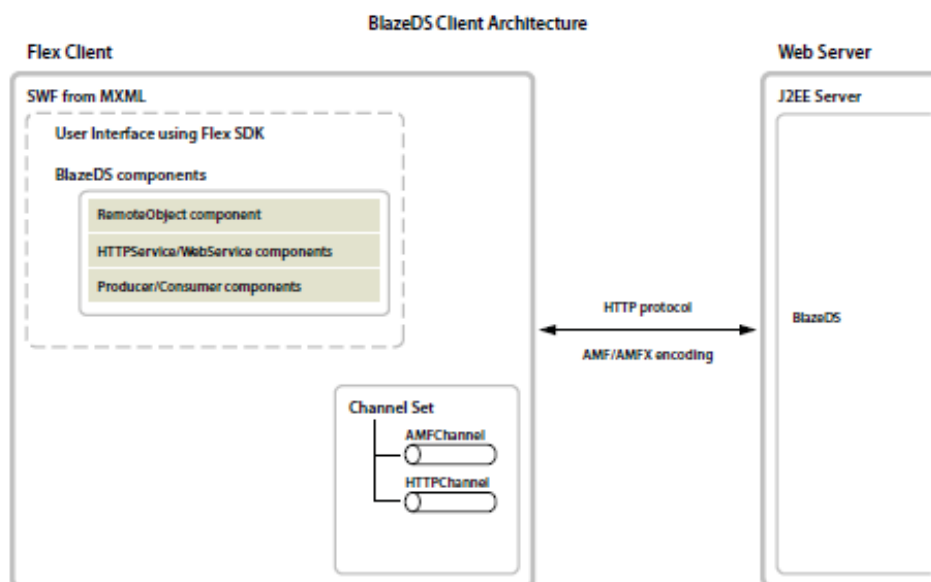 BlazeDS Client Architecture
Flex Client
Web Server
SWF from MXML
J2EE Server
User Interface using Flex SDK
BlazeDS components
RemoteObject component
HTTPService/WebService components
Producer/Consumer components
HTTP protocol
BlazeDS
AMF/AMFX encoding
Channel Set
AMFChannel
HTTPChannel